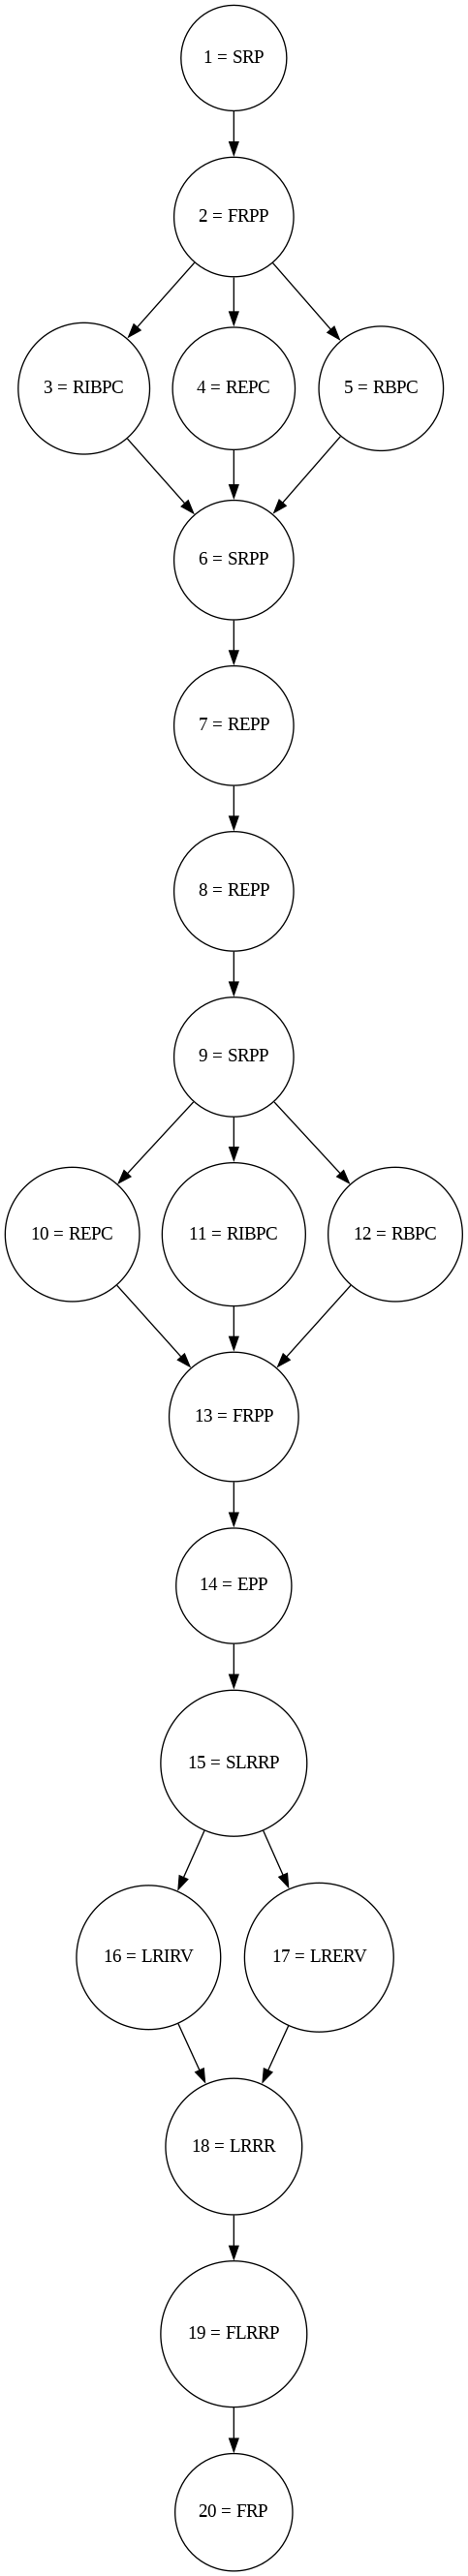 1 = SRP
2 = FRPP
3 = RIBPC
4 = REPC
5 = RBPC
6 = SRPP
7 = REPP
8 = REPP
9 = SRPP
10 = REPC
11 = RIBPC
12 = RBPC
13 = FRPP
14 = EPP
15 = SLRRP
16 = LRIRV
17 = LRERV
18 = LRRR
19 = FLRRP
20 = FRP